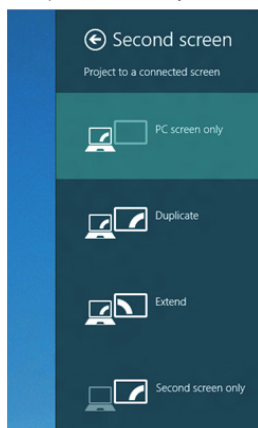 Second screen
Project to a connected screen
PC screen only
Duplicate
Extend
Second screen only